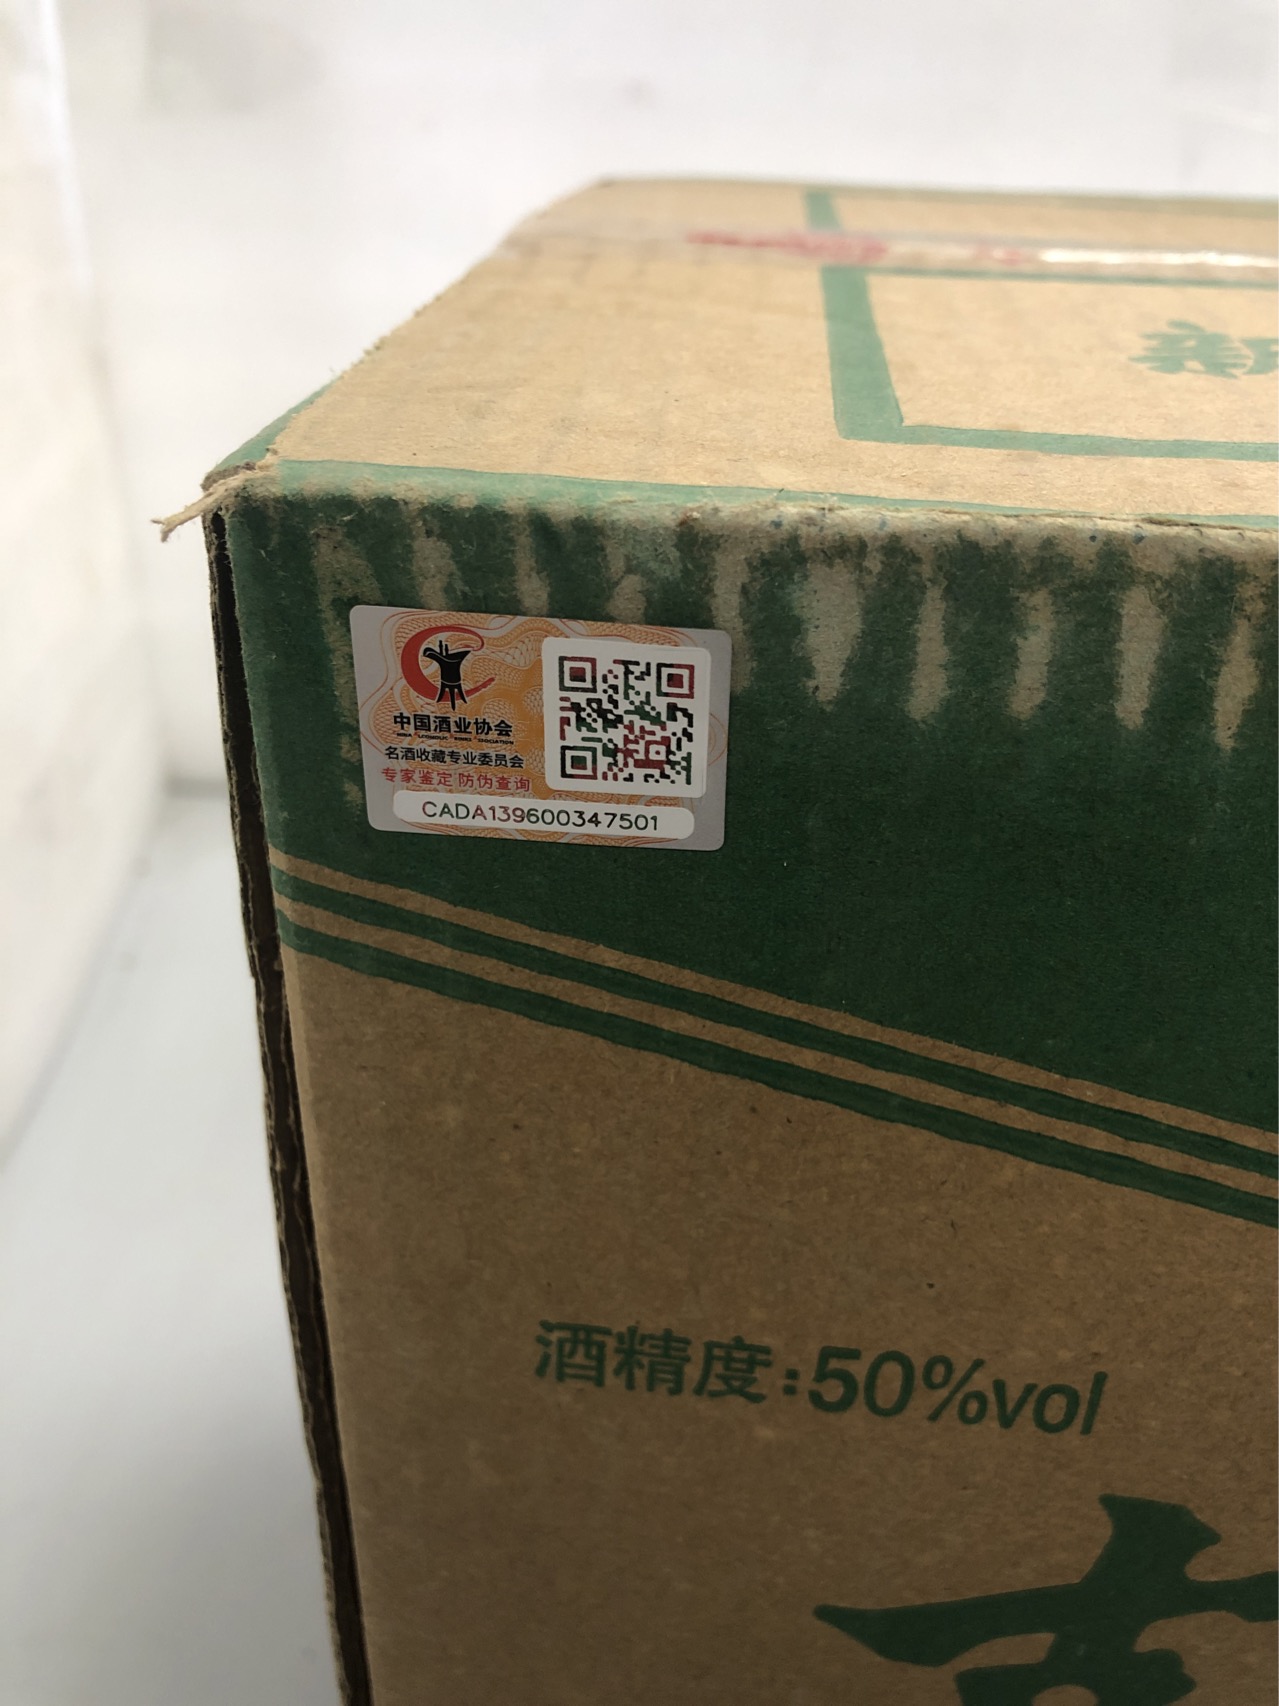 中国酒业协会
名酒收藏专业委员会
专家鉴定 防伪查询
CADA139600347501
酒精度:50%vol